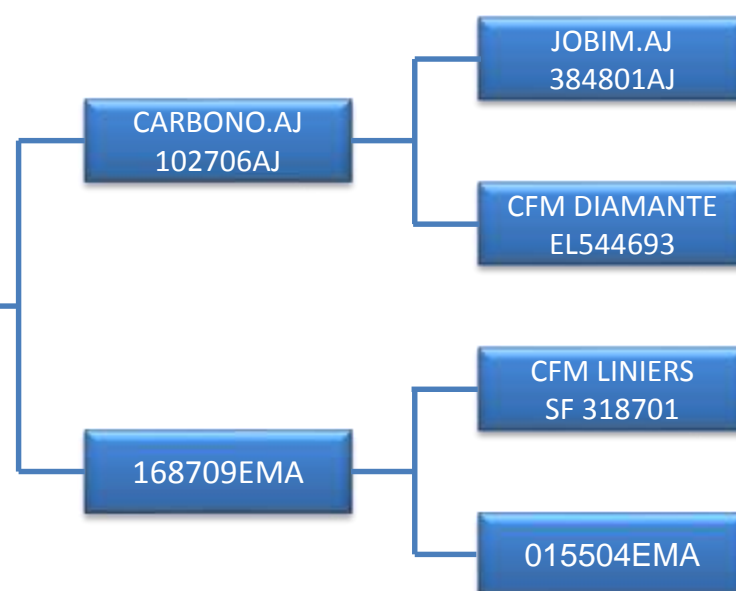 JOBIM.AJ
384801AJ
CARBONO.AJ
102706AJ
CFM DIAMANTE
EL544693
CFM LINIERS
SF 318701
168709EMA
015504EMA